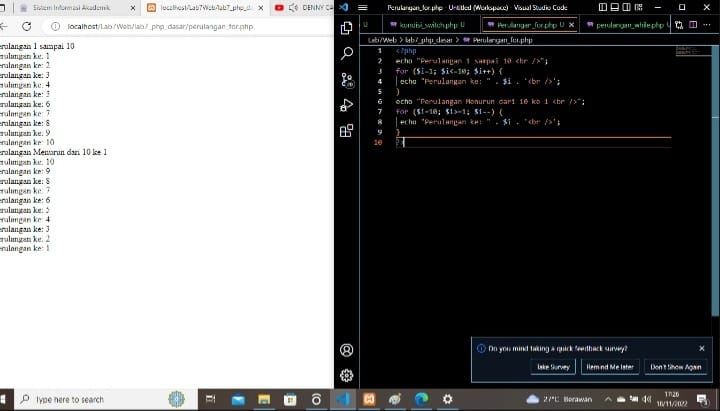 Sistem Informasi Akademik
localhost/Lab7Web/lab7_php_d
DENNY CA
localhost/Lab7Web/lab7_php_dasar/perulangan_for.php
erulangan 1 sampai 10
erulangan ke: 1
erulangan ke: 2
erulangan ke: 3
erulangan ke: 4
erulangan ke: 5
erulangan ke: 6
erulangan ke: 7
erulangan ke: 8
erulangan ke: 9
erulangan ke: 10
erulangan Menurun dari 10 ke 1
erulangan ke: 10
erulangan ke: 9
erulangan ke: 8
erulangan ke: 7
erulangan ke: 6
erulangan ke: 5
erulangan ke: 4
erulangan ke: 3
erulangan ke: 2
erulangan ke: 1
Perulangan_for.php - Untitled (Workspace) - Visual Studio Code
U kondisi_switch.php U Perulangan_for.php U perulangan_while.php U
Lab7Web > lab7_php_dasar > Perulangan_for.php
1 <?php
2 echo "Perulangan 1 sampai 10 <br />";
3 for ($i=1; $i<=10; $i++) {
4 echo "Perulangan ke: " . $i . '<br />';
5 }
6 echo "Perulangan Menurun dari 10 ke 1 <br />";
7 for ($i=10; $i>=1; $i--) {
8 echo "Perulangan ke: " . $i . '<br />';
9 }
10 ?>
Do you mind taking a quick feedback survey?
Take Survey
Remind Me later
Don't Show Again
Type here to search
27°C Berawan
17:26
10/11/2022